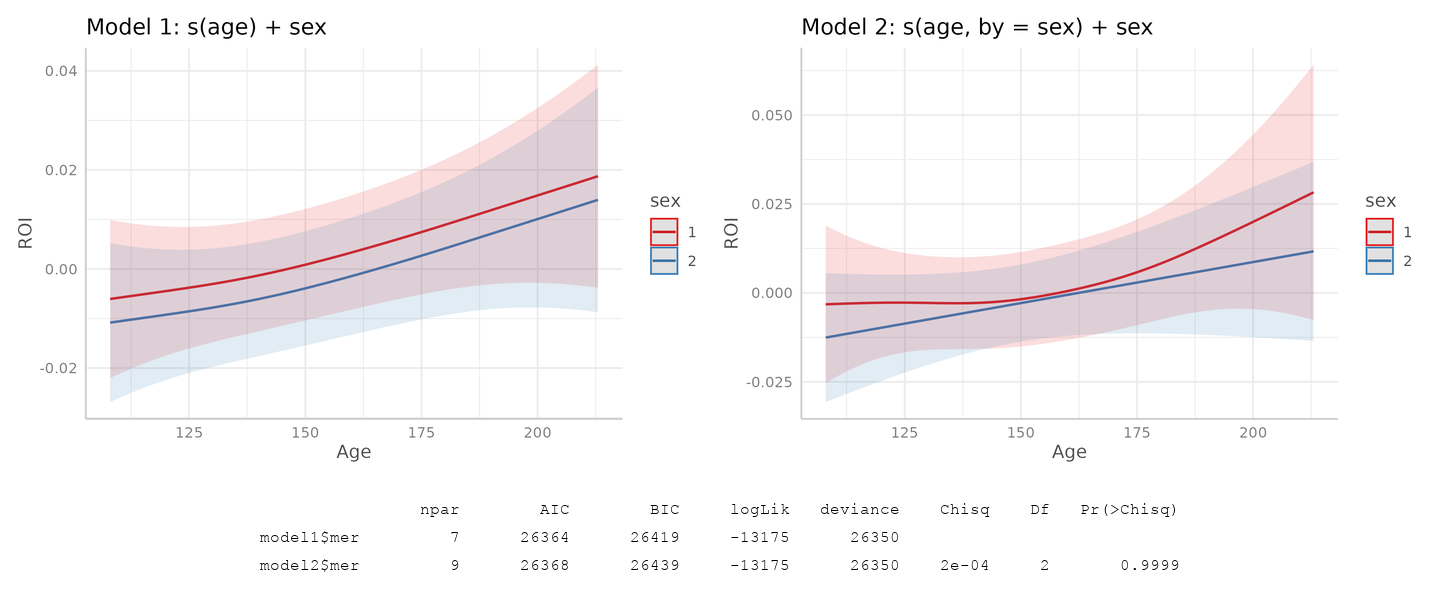 Model 1: s(age) + sex
0.04
0.02
0.00
-0.02
ROI
125 150 175 200
Age
sex
1
2
Model 2: s(age, by = sex) + sex
0.050
0.025
0.000
-0.025
ROI
125 150 175 200
Age
sex
1
2
npar AIC BIC logLik deviance Chisq Df Pr(>Chisq)
model1$mer 7 26364 26419 -13175 26350
model2$mer 9 26368 26439 -13175 26350 2e-04 2 0.9999